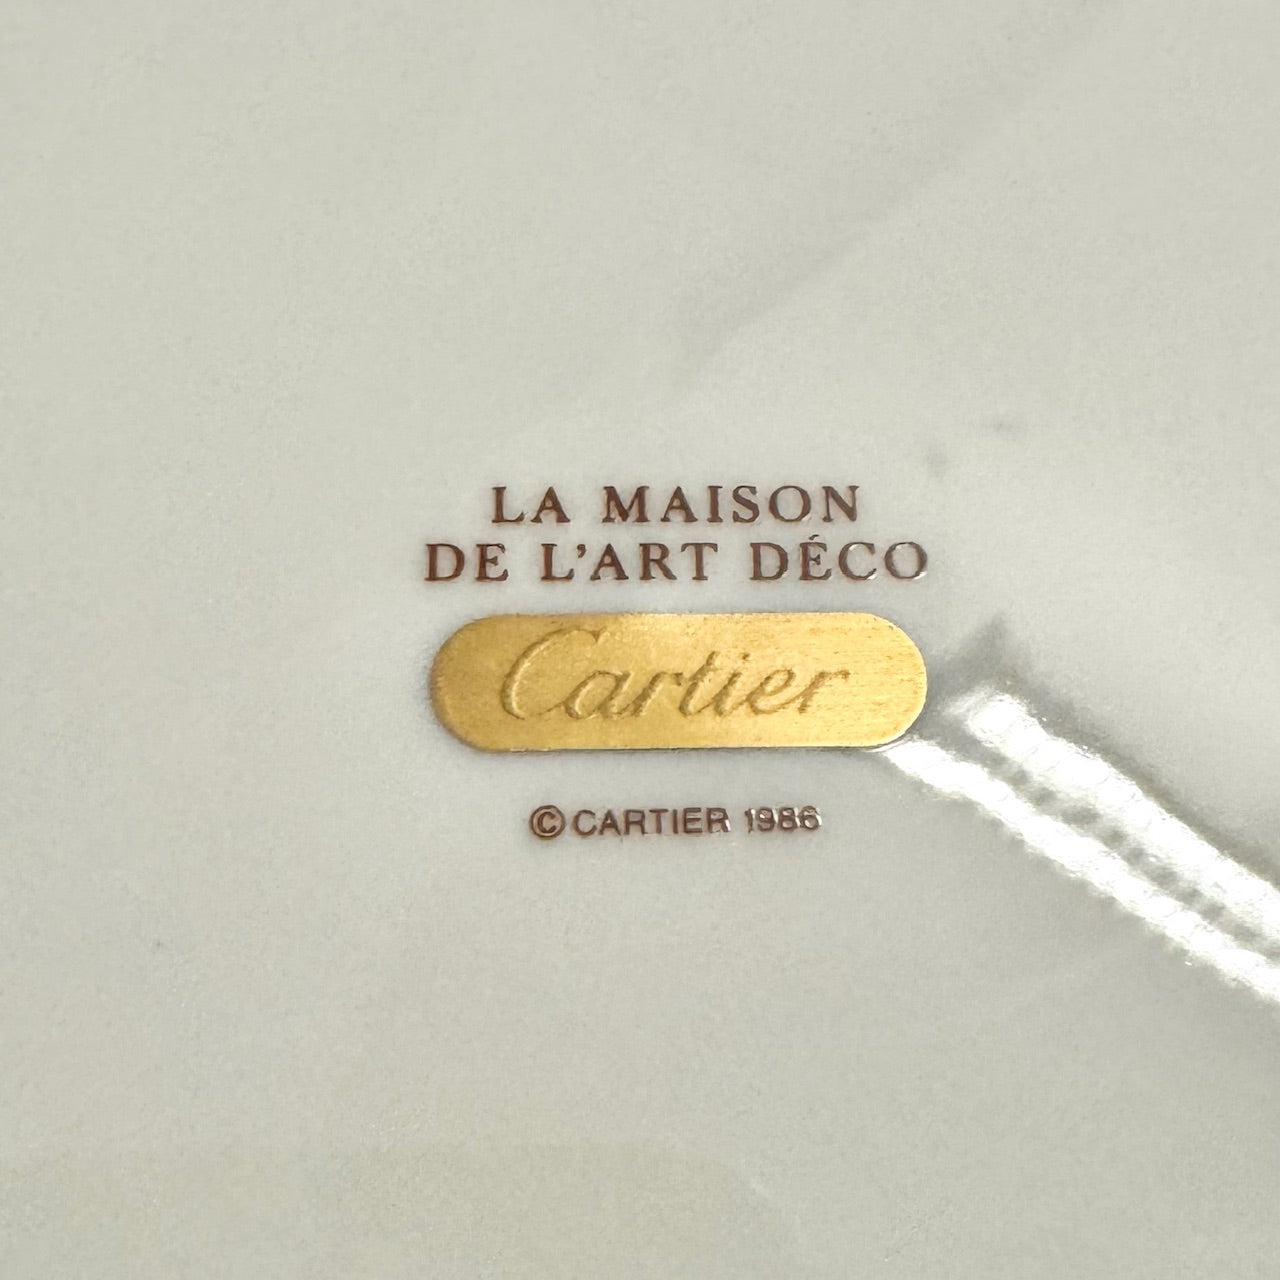 LA MAISON
DE L'ART DÉCO
Cartier
© CARTIER 1986